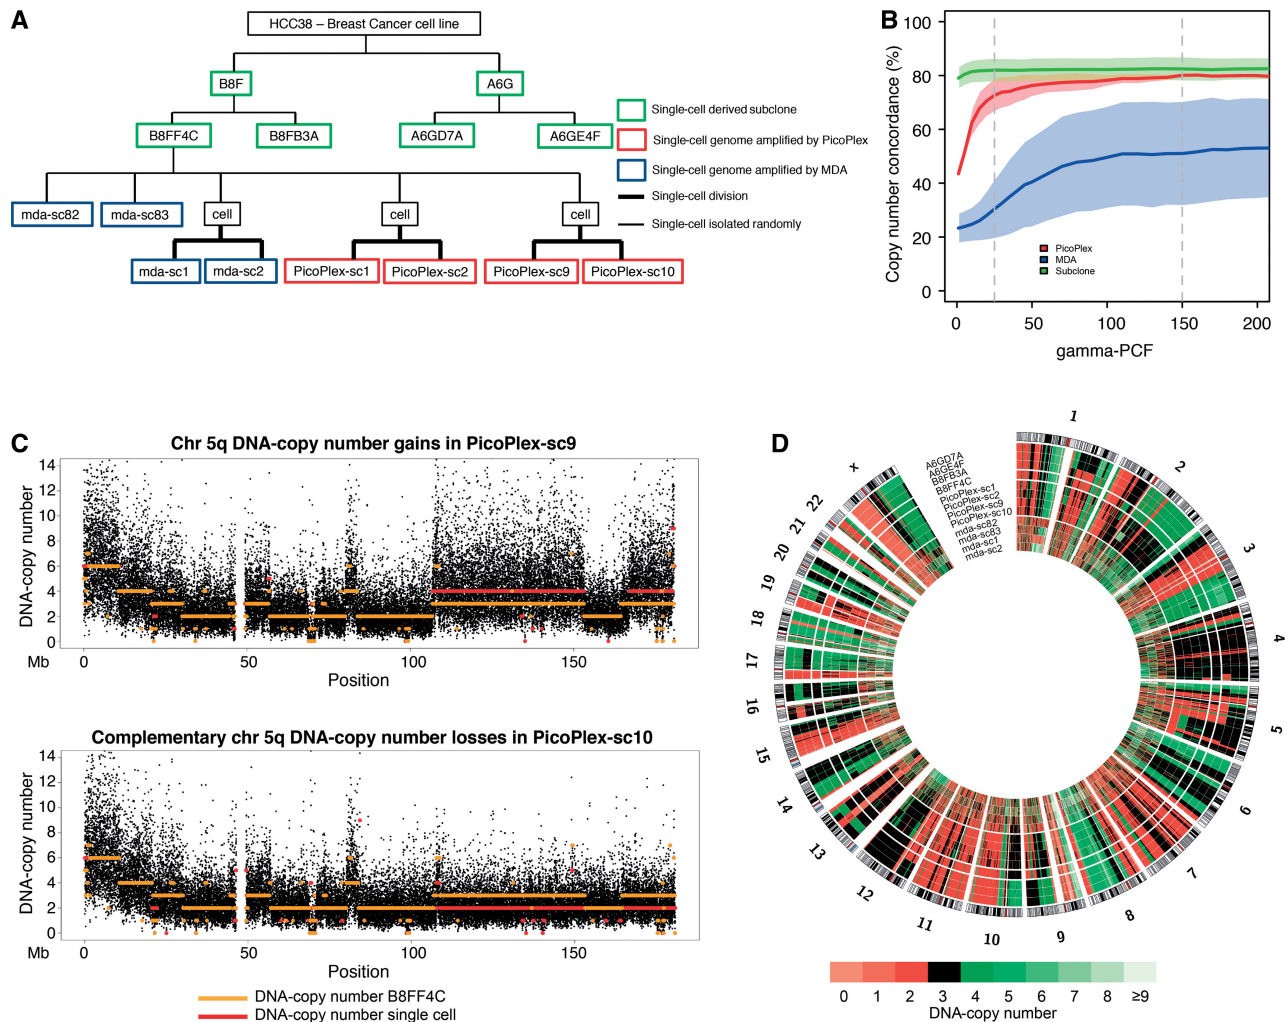 A
HCC38 – Breast Cancer cell line
B8F
A6G
B8FF4C
B8FB3A
A6GD7A
A6GE4F
mda-sc82
mda-sc83
cell
cell
cell
mda-sc1
mda-sc2
PicoPlex-sc1
PicoPlex-sc2
PicoPlex-sc9
PicoPlex-sc10
Single-cell derived subclone
Single-cell genome amplified by PicoPlex
Single-cell genome amplified by MDA
Single-cell division
Single-cell isolated randomly
B
Copy number concordance (%)
100
80
60
40
20
0
PicoPlex
MDA
Subclone
0
50
100
150
200
gamma-PCF
C
Chr 5q DNA-copy number gains in PicoPlex-sc9
DNA-copy number
14
12
10
8
6
4
2
0
Mb
0
50
100
150
Position
Complementary chr 5q DNA-copy number losses in PicoPlex-sc10
DNA-copy number
14
12
10
8
6
4
2
0
Mb
0
50
100
150
Position
DNA-copy number B8FF4C
DNA-copy number single cell
D
A6GD7A
A6GE4F
B8FB3A
B8FF4C
PicoPlex-sc1
PicoPlex-sc2
PicoPlex-sc9
PicoPlex-sc10
mda-sc82
mda-sc83
mda-sc1
mda-sc2
1
2
3
4
5
6
7
8
9
10
11
12
13
14
15
16
17
18
19
20
21
22
x
0 1 2 3 4 5 6 7 8 ≥9
DNA-copy number